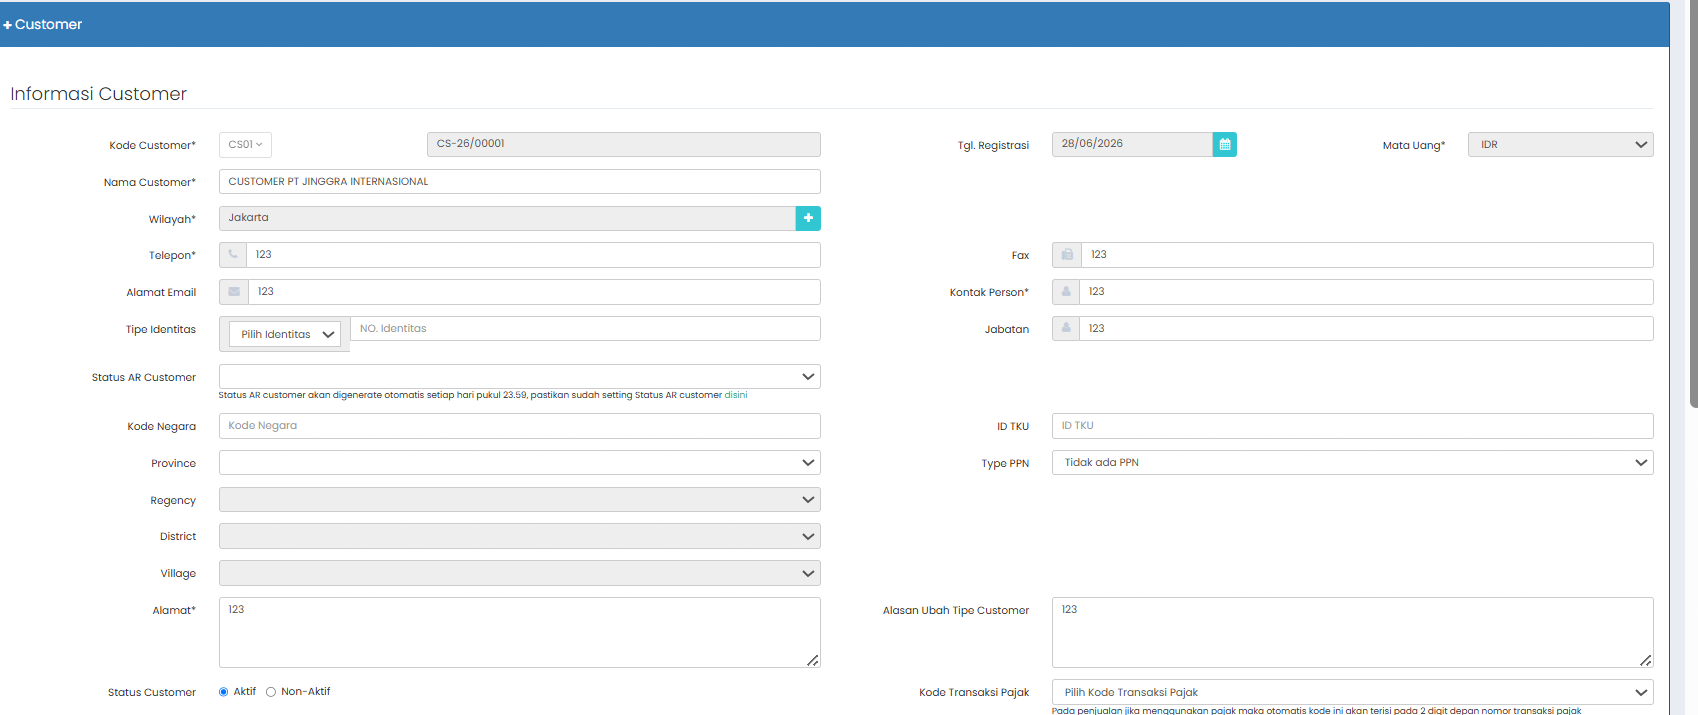 + Customer
Informasi Customer
Kode Customer* CS01 CS-26/00001 Tgl. Registrasi 28/06/2026 Mata Uang* IDR
Nama Customer* CUSTOMER PT JINGGRA INTERNASIONAL
Wilayah* Jakarta +
Telepon* 123 Fax 123
Alamat Email 123 Kontak Person* 123
Tipe Identitas Pilih Identitas NO. Identitas Jabatan 123
Status AR Customer
Status AR customer akan digenerate otomatis setiap hari pukul 23.59, pastikan sudah setting Status AR customer disini
Kode Negara Kode Negara ID TKU ID TKU
Province Type PPN Tidak ada PPN
Regency
District
Village
Alamat* 123 Alasan Ubah Tipe Customer 123
Status Customer Aktif Non-Aktif Kode Transaksi Pajak Pilih Kode Transaksi Pajak
Pada penjualan jika menggunakan pajak maka otomatis kode ini akan terisi pada 2 digit depan nomor transaksi pajak